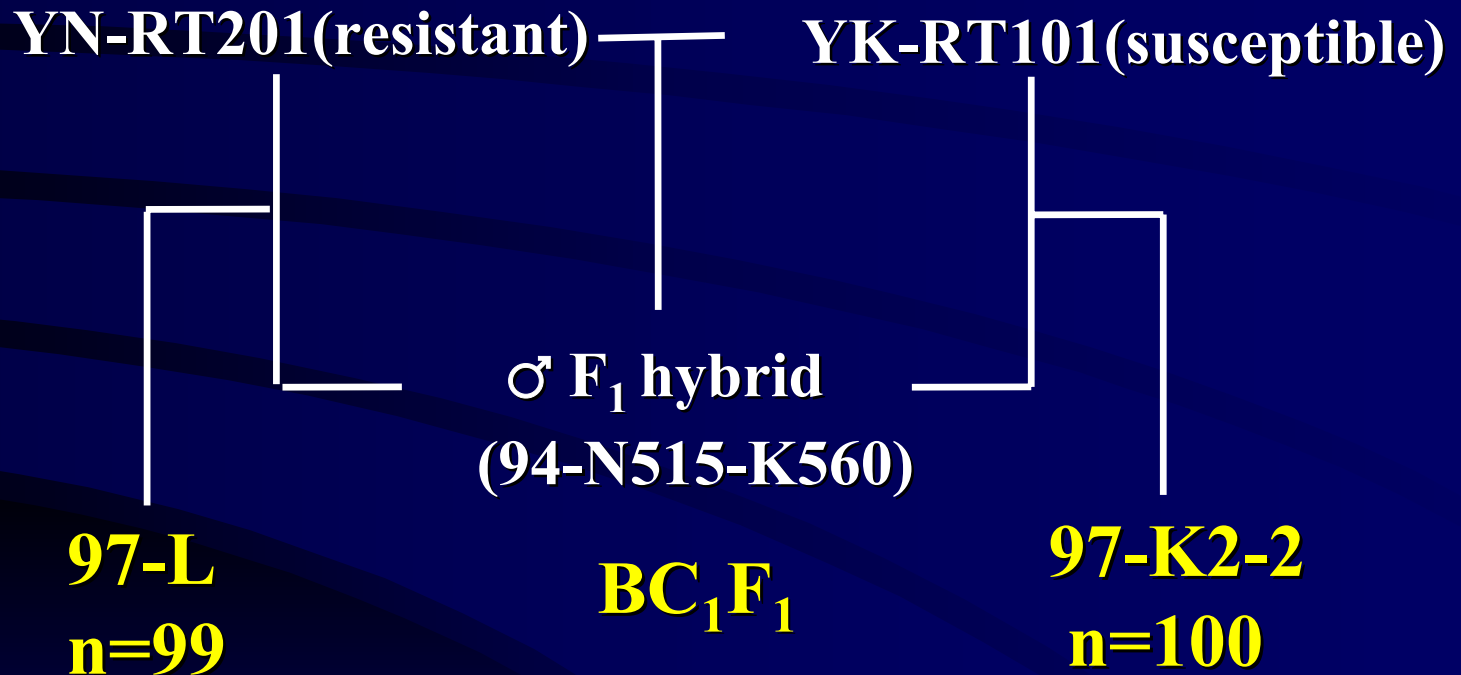 YN-RT201(resistant)
YK-RT101(susceptible)
♂ F₁ hybrid
(94-N515-K560)
97-L
n=99
BC₁F₁
97-K2-2
n=100